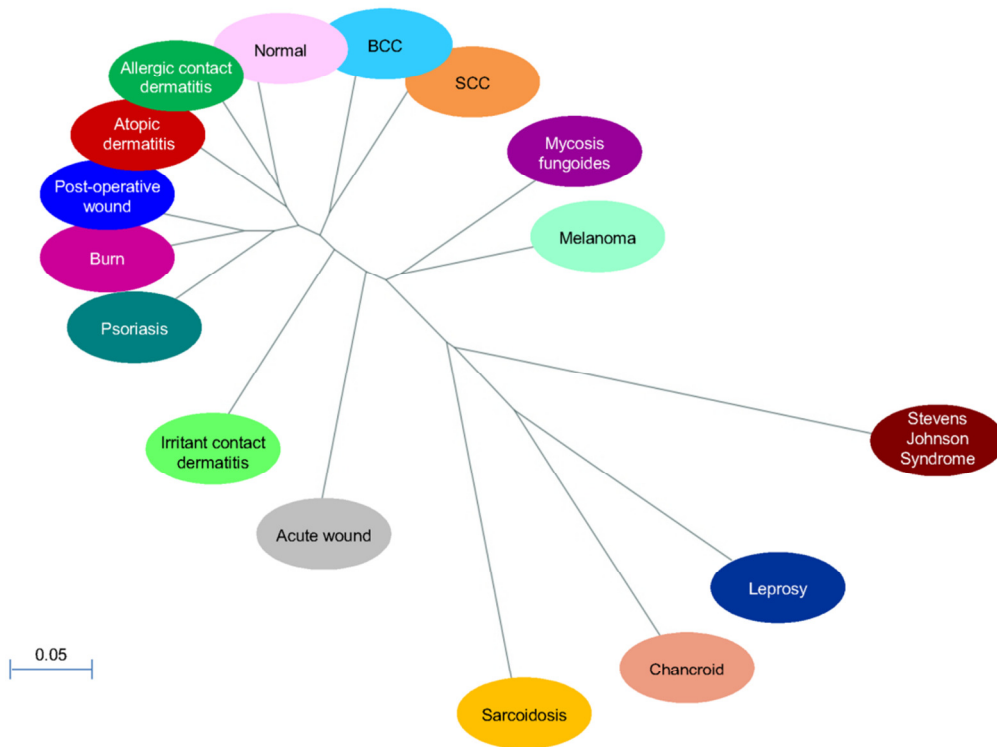 Normal
BCC
SCC
Allergic contact
dermatitis
Atopic
dermatitis
Mycosis
fungoides
Post-operative
wound
Melanoma
Burn
Psoriasis
Irritant contact
dermatitis
Stevens
Johnson
Syndrome
Acute wound
Leprosy
0.05
Chancroid
Sarcoidosis